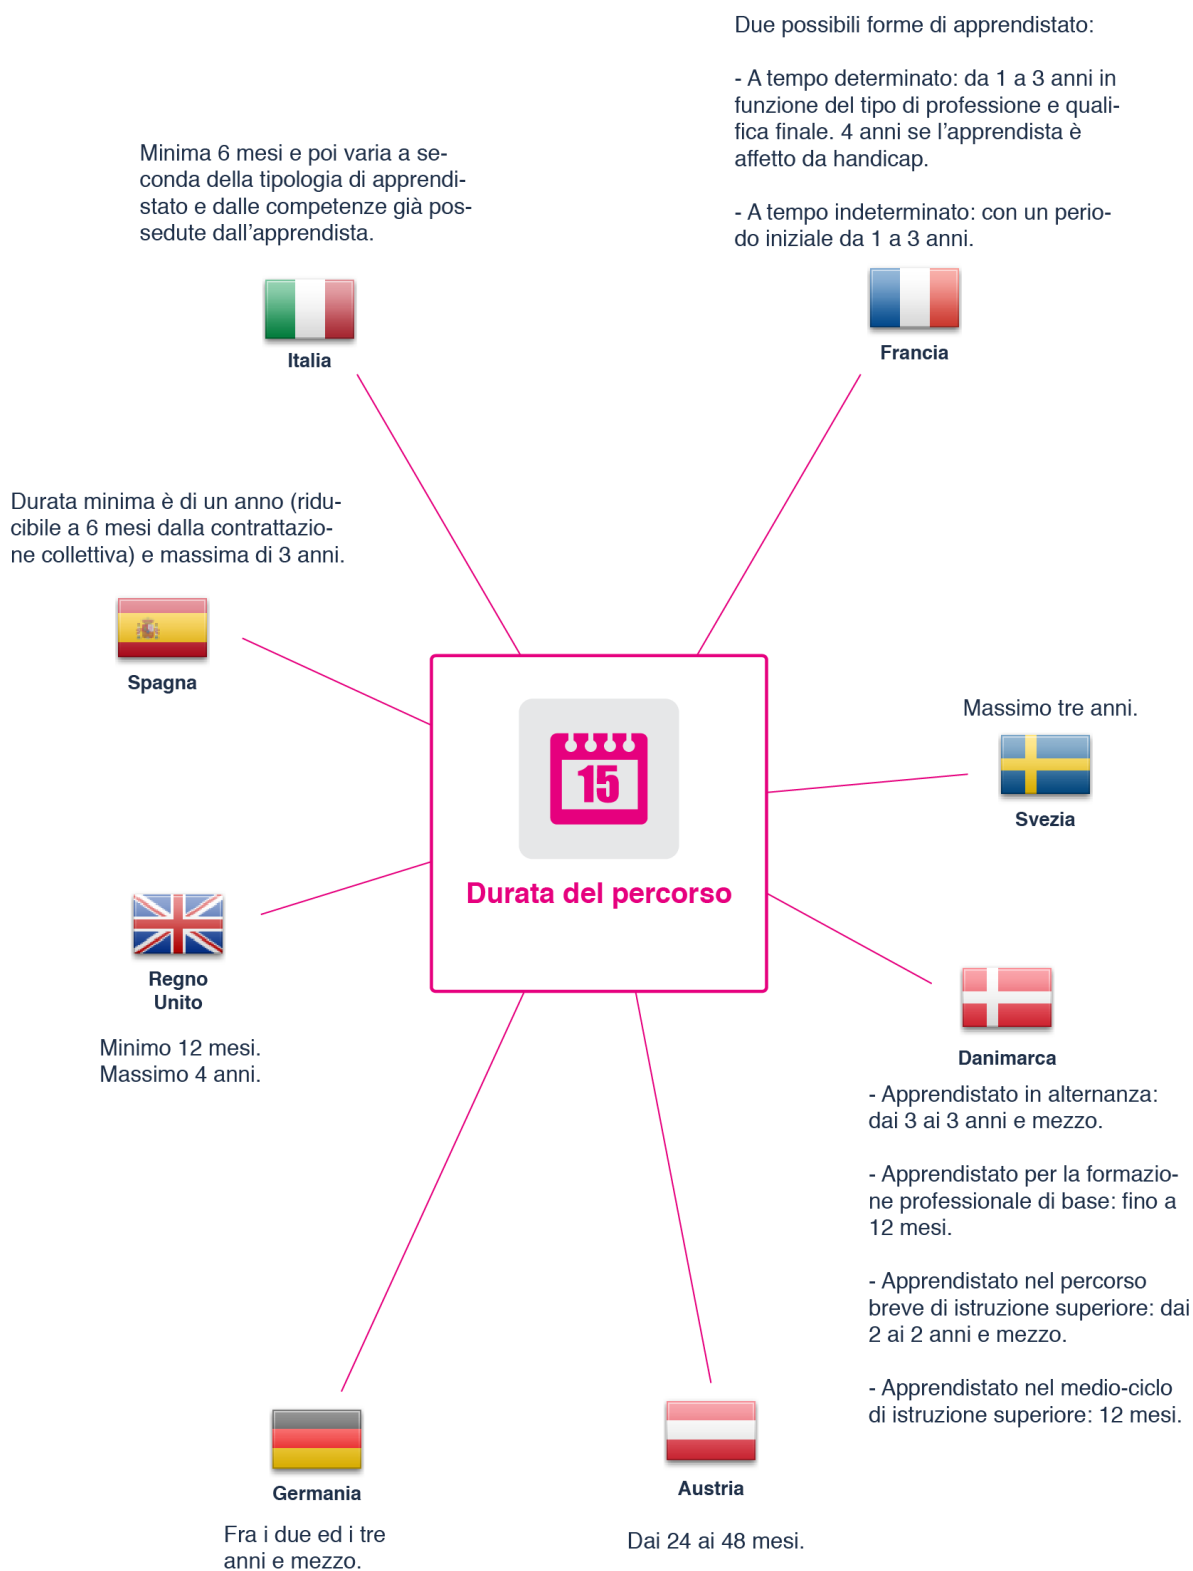 Due possibili forme di apprendistato:
- A tempo determinato: da 1 a 3 anni in
funzione del tipo di professione e quali-
fica finale. 4 anni se l'apprendista è
affetto da handicap.
- A tempo indeterminato: con un perio-
do iniziale da 1 a 3 anni.
Francia
Minima 6 mesi e poi varia a se-
conda della tipologia di apprendi-
stato e dalle competenze già pos-
sedute dall'apprendista.
Italia
Durata minima è di un anno (ridu-
cibile a 6 mesi dalla contrattazio-
ne collettiva) e massima di 3 anni.
Spagna
Massimo tre anni.
Svezia
15
Durata del percorso
Regno
Unito
Minimo 12 mesi.
Massimo 4 anni.
Danimarca
- Apprendistato in alternanza:
dai 3 ai 3 anni e mezzo.
- Apprendistato per la formazio-
ne professionale di base: fino a
12 mesi.
- Apprendistato nel percorso
breve di istruzione superiore: dai
2 ai 2 anni e mezzo.
- Apprendistato nel medio-ciclo
di istruzione superiore: 12 mesi.
Germania
Fra i due ed i tre
anni e mezzo.
Austria
Dai 24 ai 48 mesi.